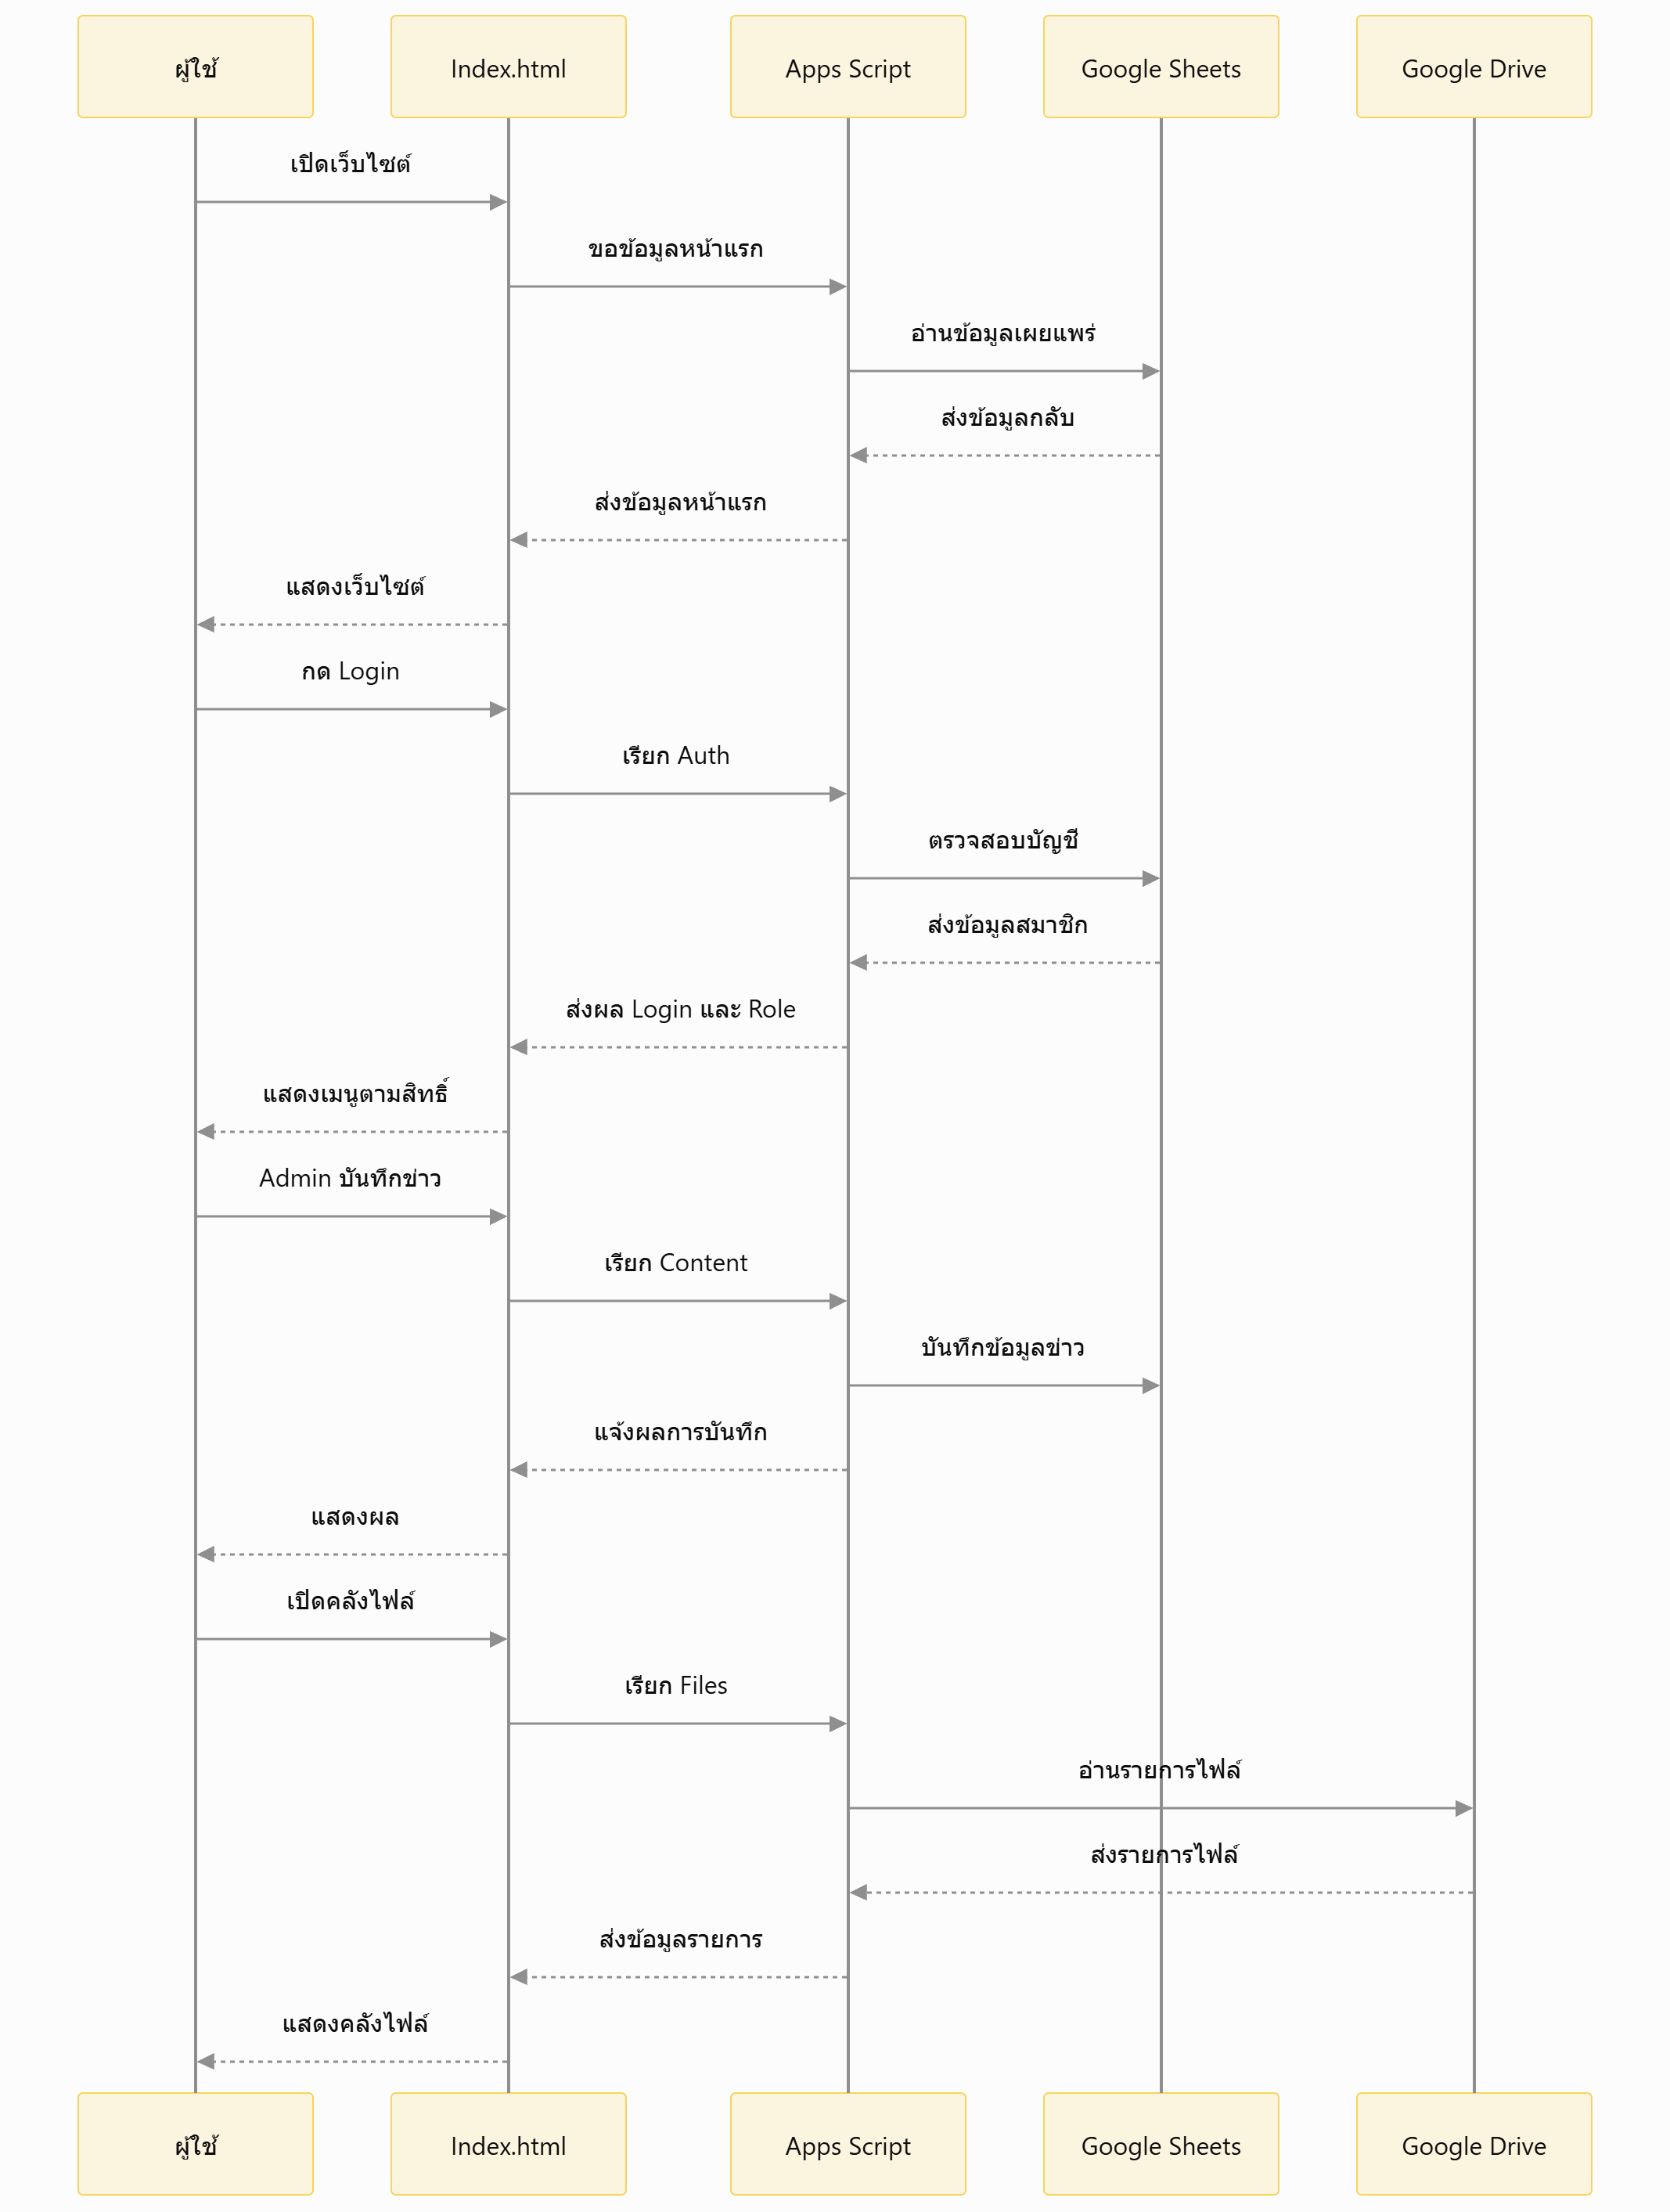 ผู้ใช้
Index.html
Apps Script
Google Sheets
Google Drive
เปิดเว็บไซต์
ขอข้อมูลหน้าแรก
อ่านข้อมูลเผยแพร่
ส่งข้อมูลกลับ
ส่งข้อมูลหน้าแรก
แสดงเว็บไซต์
กด Login
เรียก Auth
ตรวจสอบบัญชี
ส่งข้อมูลสมาชิก
ส่งผล Login และ Role
แสดงเมนูตามสิทธิ์
Admin บันทึกข่าว
เรียก Content
บันทึกข้อมูลข่าว
แจ้งผลการบันทึก
แสดงผล
เปิดคลังไฟล์
เรียก Files
อ่านรายการไฟล์
ส่งรายการไฟล์
ส่งข้อมูลรายการ
แสดงคลังไฟล์
ผู้ใช้
Index.html
Apps Script
Google Sheets
Google Drive